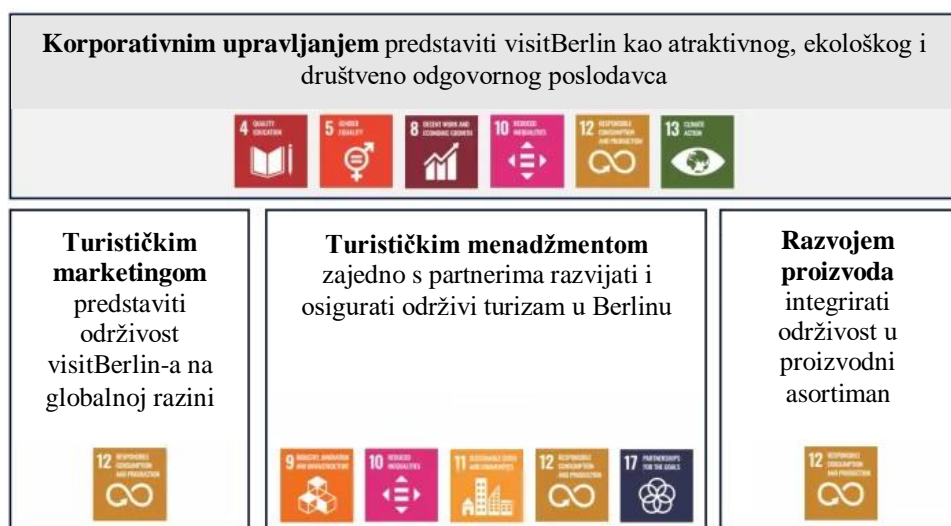 Korporativnim upravljanjem predstaviti visitBerlin kao atraktivnog, ekološkog i
društveno odgovornog poslodavca
4 QUALITY
EDUCATION
5 GENDER
EQUALITY
8 DECENT WORK AND
ECONOMIC GROWTH
10 REDUCED
INEQUALITIES
12 RESPONSIBLE
CONSUMPTION
AND PRODUCTION
13 CLIMATE
ACTION
Turističkim
marketingom
predstaviti
održivost
visitBerlin-a na
globalnoj razini
12 RESPONSIBLE
CONSUMPTION
AND PRODUCTION
Turističkim menadžmentom
zajedno s partnerima razvijati i
osigurati održivi turizam u Berlinu
9 INDUSTRY, INNOVATION
AND INFRASTRUCTURE
10 REDUCED
INEQUALITIES
11 SUSTAINABLE CITIES
AND COMMUNITIES
12 RESPONSIBLE
CONSUMPTION
AND PRODUCTION
17 PARTNERSHIPS
FOR THE GOALS
Razvojem
proizvoda
integrirati
održivost u
proizvodni
asortiman
12 RESPONSIBLE
CONSUMPTION
AND PRODUCTION